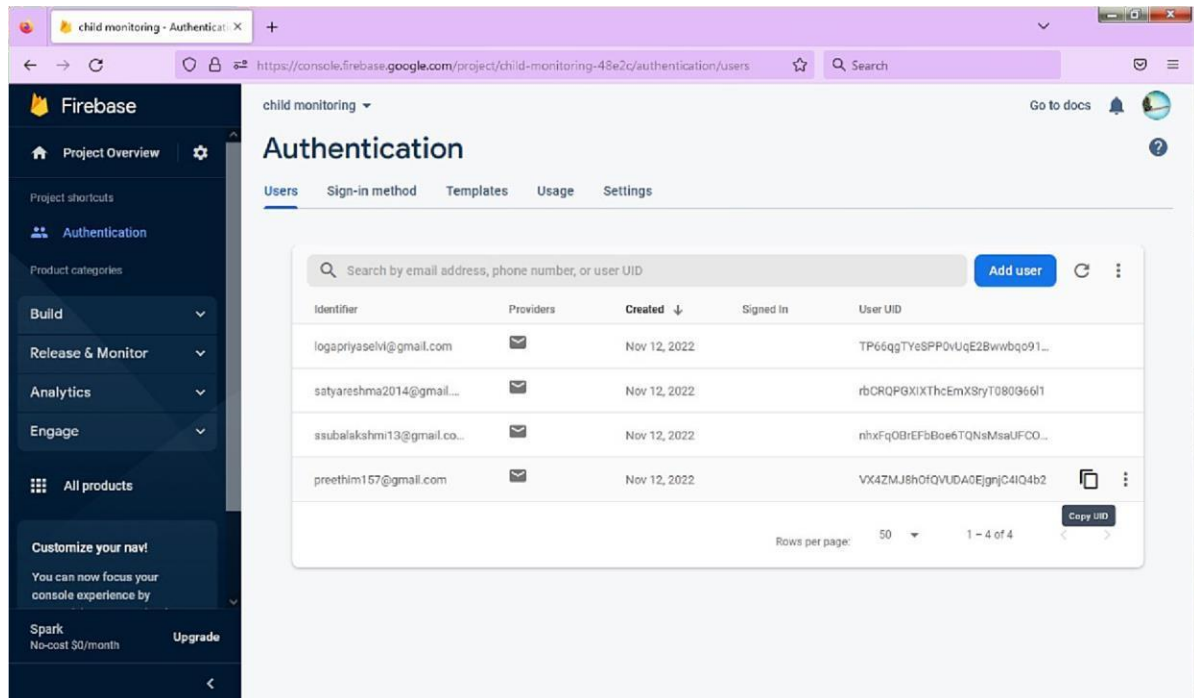 child monitoring - Authenticati
https://console.firebase.google.com/project/child-monitoring-48e2c/authentication/users
Search
Firebase
Project Overview
Project shortcuts
Authentication
Product categories
Build
Release & Monitor
Analytics
Engage
All products
Customize your nav!
You can now focus your
console experience by
Spark
No-cost $0/month
Upgrade
child monitoring
Go to docs
Authentication
Users Sign-in method Templates Usage Settings
Search by email address, phone number, or user UID
Add user
Identifier Providers Created Signed In User UID
logapriyaselvi@gmail.com Nov 12, 2022
satyareshma2014@gmail.... Nov 12, 2022
ssubalakshmi13@gmail.co... Nov 12, 2022
preethim157@gmail.com Nov 12, 2022
Copy UID
Rows per page: 50 1 – 4 of 4